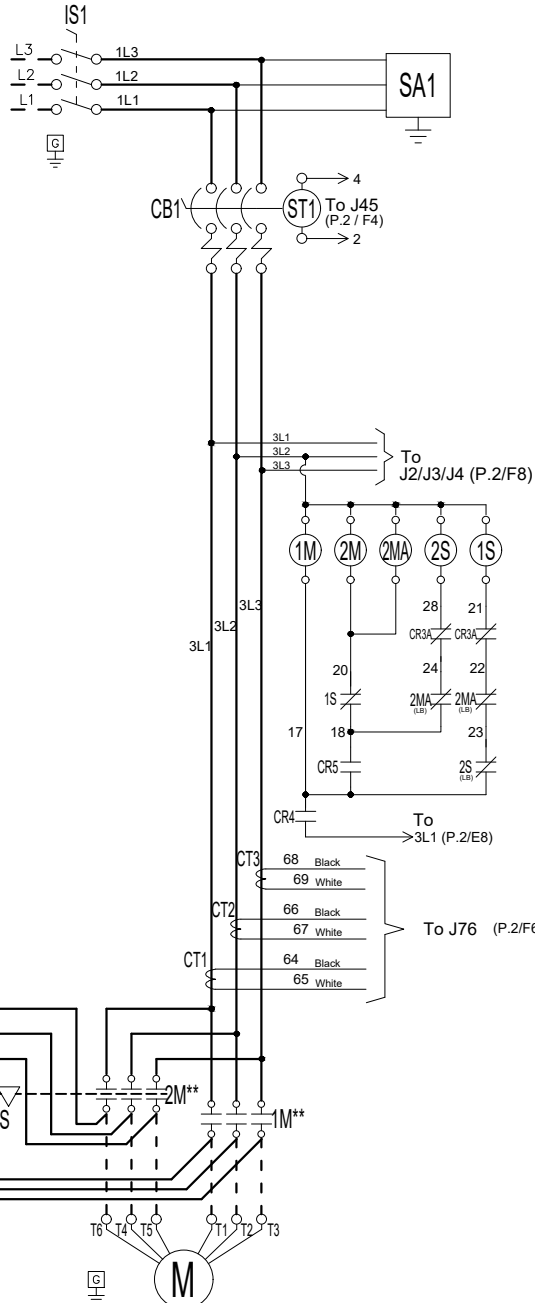 IS1
L3 1L3
L2 1L2
L1 1L1
SA1
G
CB1 ST1
4
To J45
(P.2 / F4)
2
3L1
3L2
3L3
To
J2/J3/J4 (P.2/F8)
1M 2M 2MA 2S 1S
3L3
3L2
3L1
28 21
CR3A CR3A
20 24 22
1S 2MA 2MA
(LB) (LB)
17 18 23
CR5 2S
(LB)
CR4
To
3L1 (P.2/E8)
CT3 68 Black
69 White
CT2 66 Black
67 White
To J76 (P.2/F6
CT1 64 Black
65 White
S
2M**
1M**
T6 T4 T5 T1 T2 T3
G
M